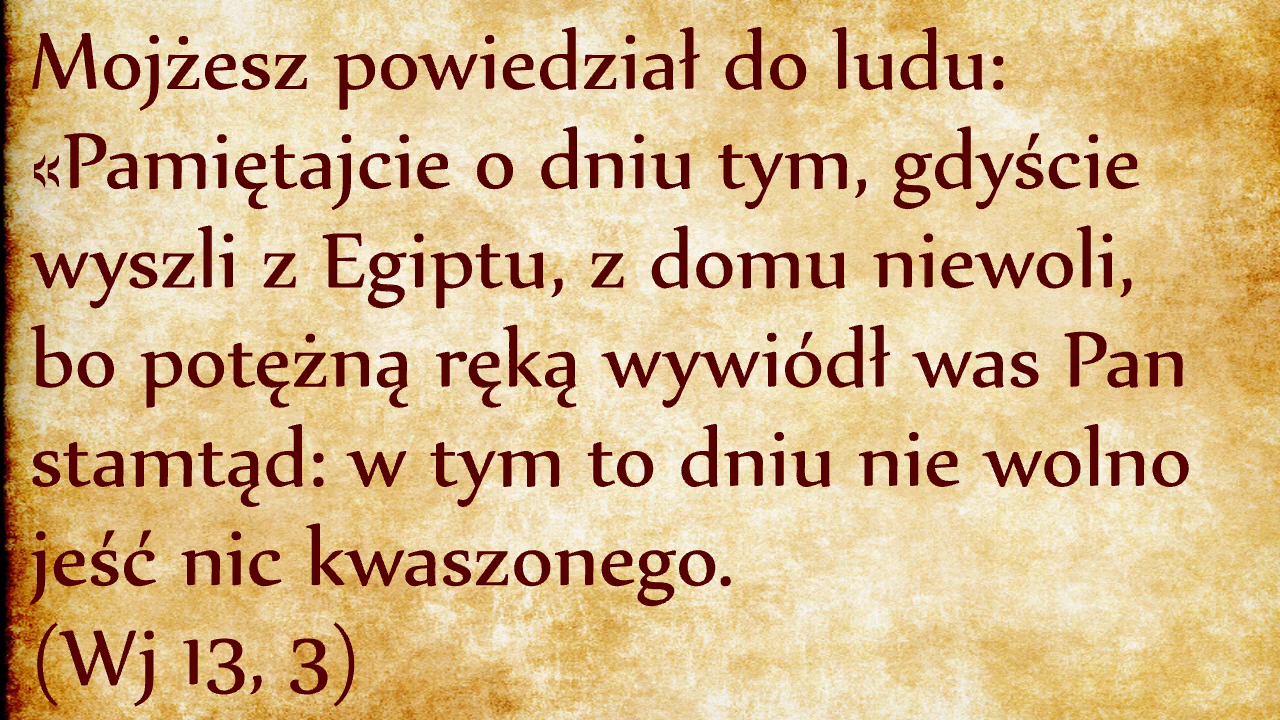 Mojżesz powiedział do ludu:
«Pamiętajcie o dniu tym, gdyście
wyszli z Egiptu, z domu niewoli,
bo potężną ręką wywiódł was Pan
stamtąd: w tym to dniu nie wolno
jeść nic kwaszonego.
(Wj 13, 3)